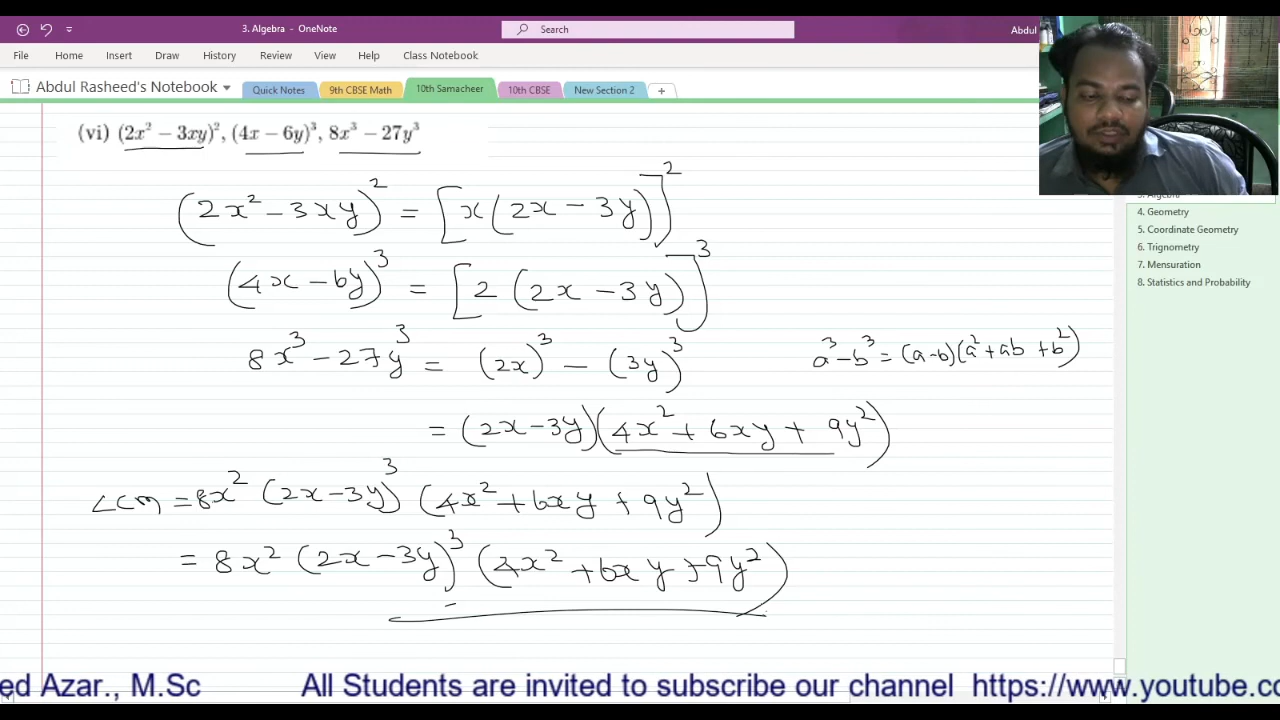 3. Algebra - OneNote
Search
Abdul
File Home Insert Draw History Review View Help Class Notebook
Abdul Rasheed's Notebook
Quick Notes 9th CBSE Math 10th Samacheer 10th CBSE New Section 2 +
(vi) (2x² − 3xy)², (4x − 6y)³, 8x³ − 27y³
(2x² − 3xy)² = [x(2x − 3y)]²
(4x − 6y)³ = [2 (2x − 3y)]³
8x³ − 27y³ = (2x)³ − (3y)³
a³ − b³ = (a−b)(a² + ab + b²)
= (2x − 3y)(4x² + 6xy + 9y²)
LCM = 8x² (2x − 3y)³ (4x² + 6xy + 9y²)
= 8x² (2x − 3y)³ (4x² + 6xy + 9y²)
3. Algebra
4. Geometry
5. Coordinate Geometry
6. Trignometry
7. Mensuration
8. Statistics and Probability
ed Azar., M.Sc All Students are invited to subscribe our channel https://www.youtube.co